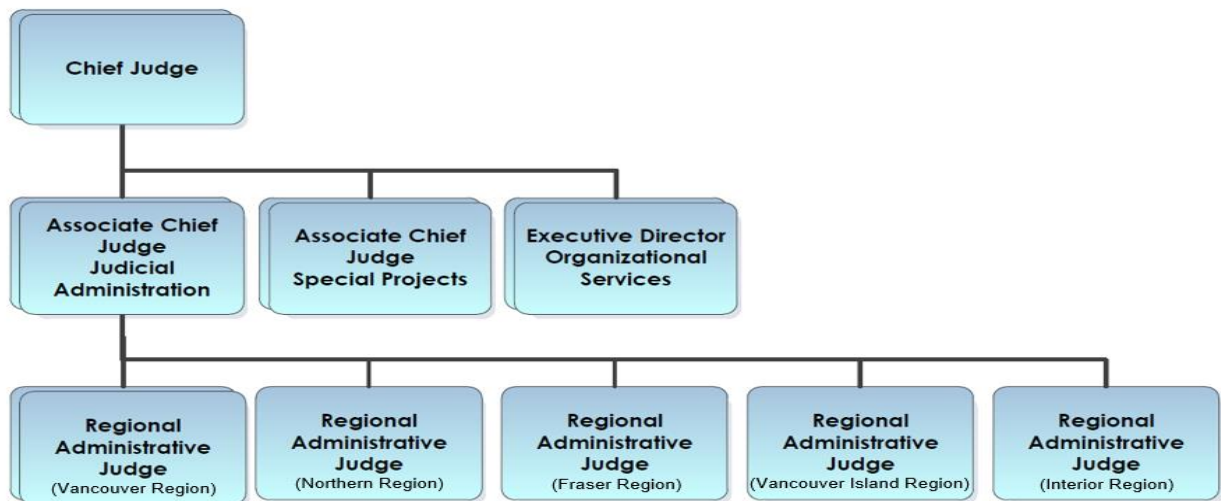 Chief Judge
Associate Chief
Judge
Judicial
Administration
Associate Chief
Judge
Special Projects
Executive Director
Organizational
Services
Regional
Administrative
Judge
(Vancouver Region)
Regional
Administrative
Judge
(Northern Region)
Regional
Administrative
Judge
(Fraser Region)
Regional
Administrative
Judge
(Vancouver Island Region)
Regional
Administrative
Judge
(Interior Region)